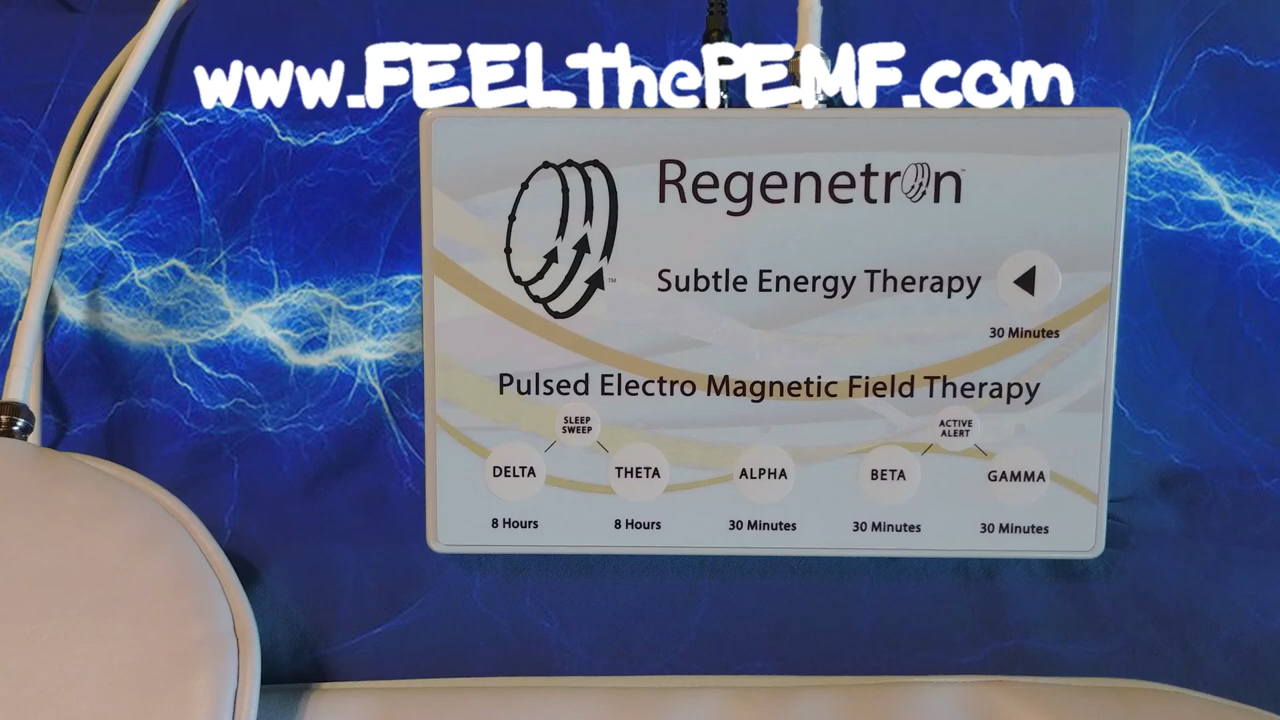 www.FEELthePEMF.com
Regenetron™
Subtle Energy Therapy
30 Minutes
™
Pulsed Electro Magnetic Field Therapy
SLEEP
SWEEP
ACTIVE
ALERT
DELTA THETA ALPHA BETA GAMMA
8 Hours 8 Hours 30 Minutes 30 Minutes 30 Minutes